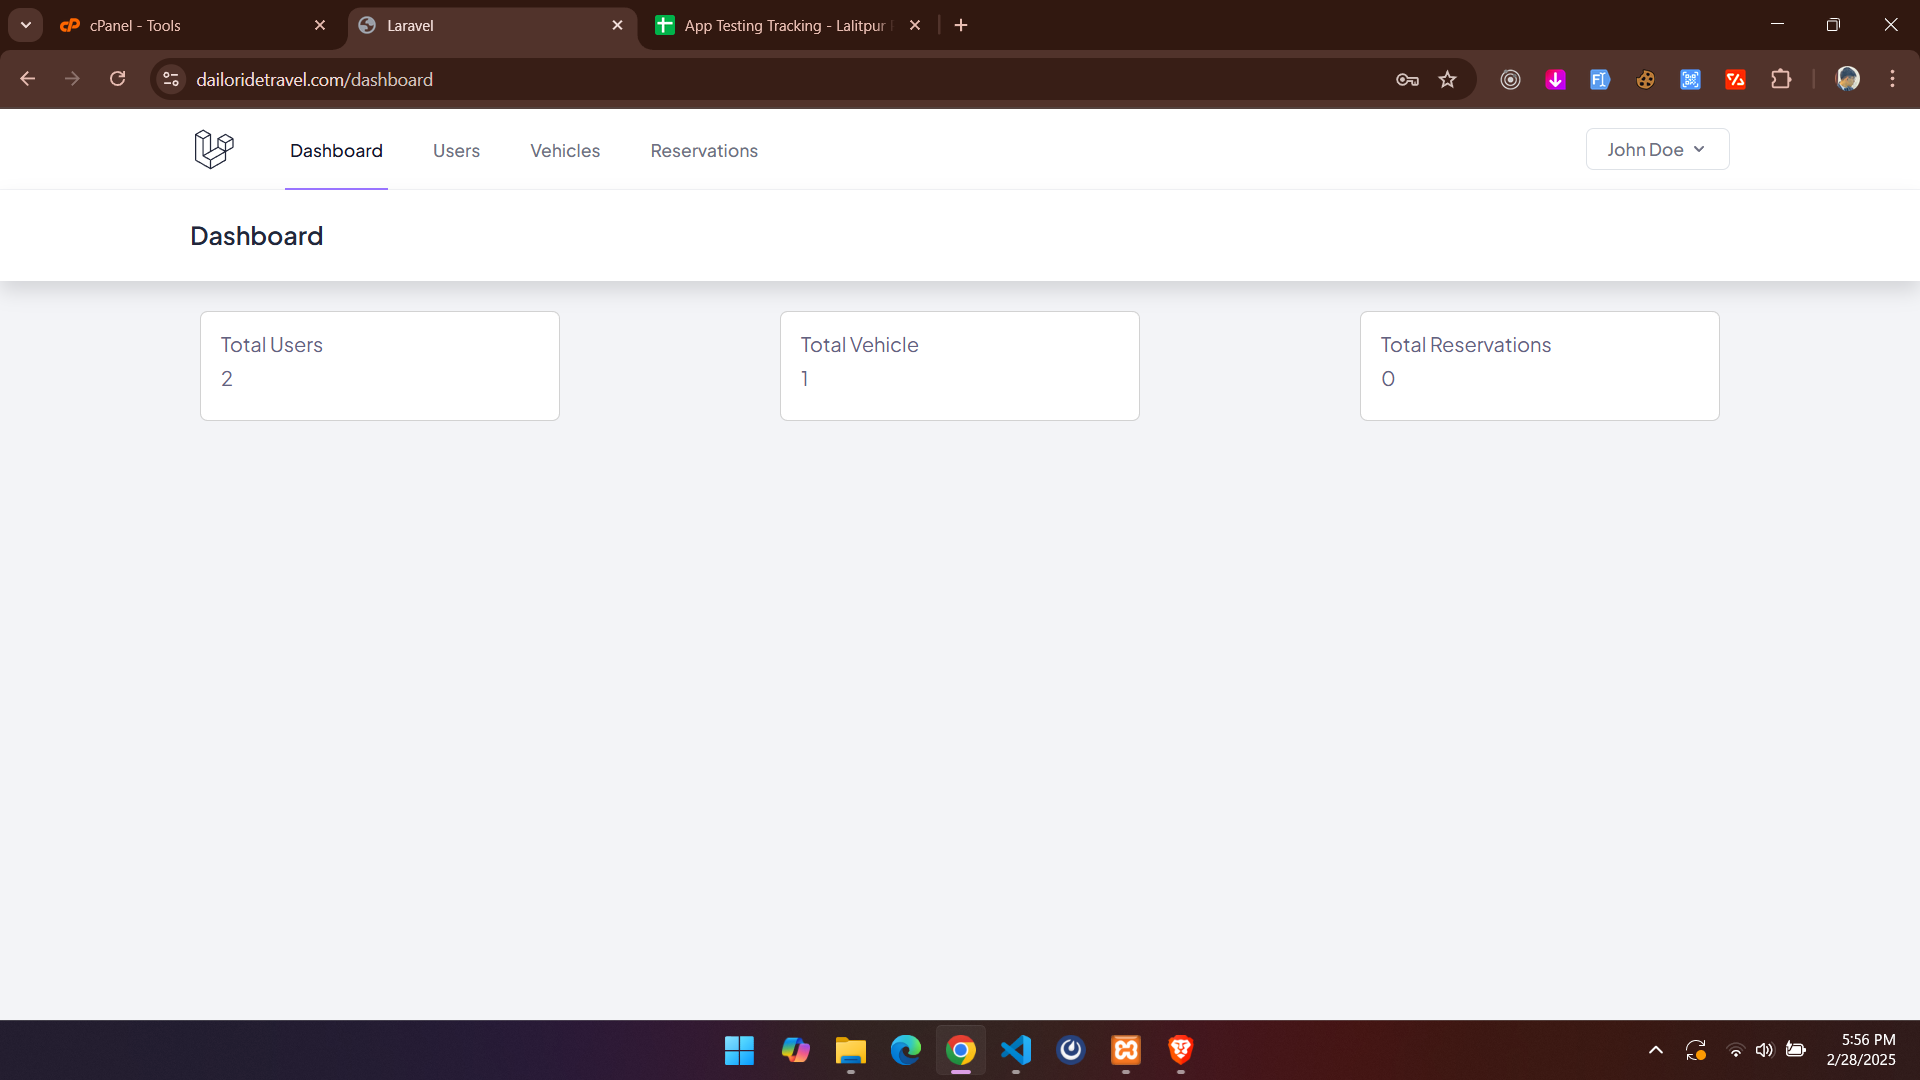 cPanel - Tools
Laravel
App Testing Tracking - Lalitpur
dailoridetravel.com/dashboard
Dashboard
Users
Vehicles
Reservations
John Doe
Dashboard
Total Users
2
Total Vehicle
1
Total Reservations
0
5:56 PM
2/28/2025